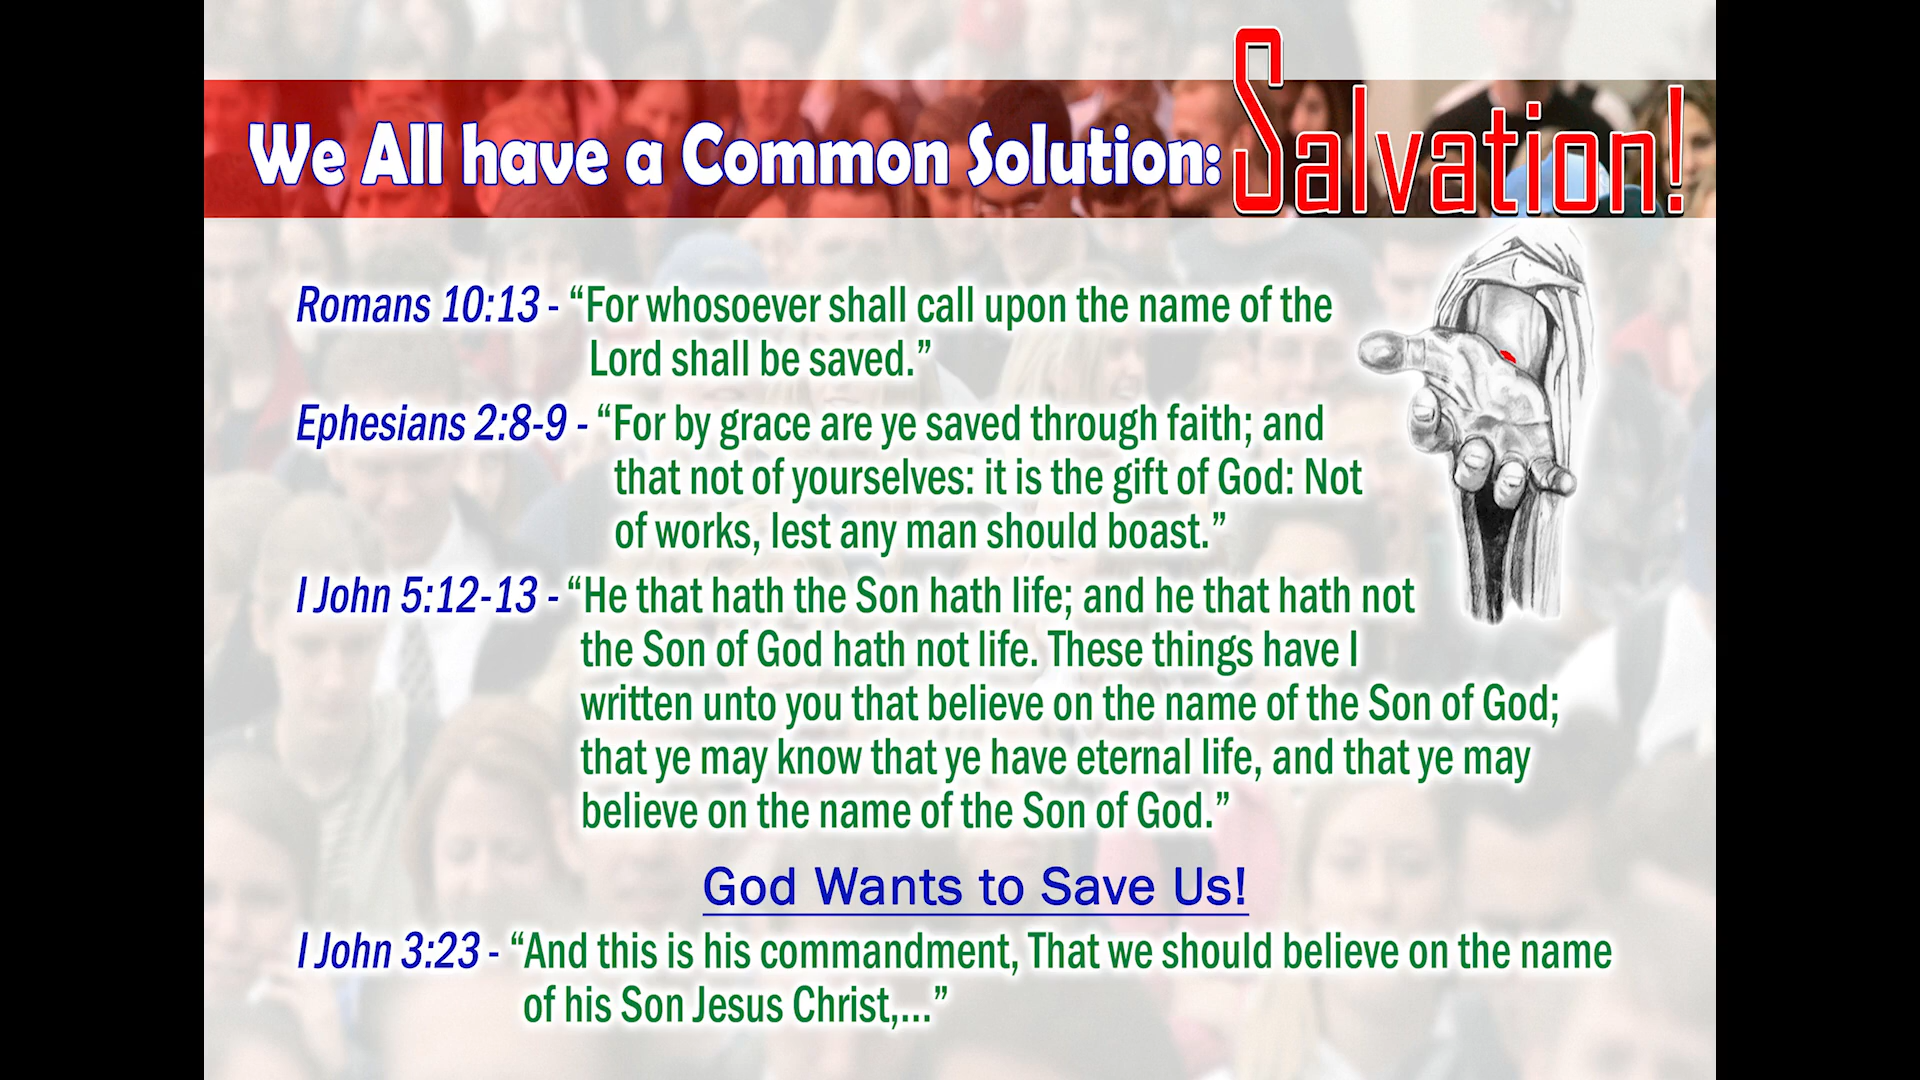 We All have a Common Solution: Salvation!
Romans 10:13 - “For whosoever shall call upon the name of the
Lord shall be saved.”
Ephesians 2:8-9 - “For by grace are ye saved through faith; and
that not of yourselves: it is the gift of God: Not
of works, lest any man should boast.”
I John 5:12-13 - “He that hath the Son hath life; and he that hath not
the Son of God hath not life. These things have I
written unto you that believe on the name of the Son of God;
that ye may know that ye have eternal life, and that ye may
believe on the name of the Son of God.”
God Wants to Save Us!
I John 3:23 - “And this is his commandment, That we should believe on the name
of his Son Jesus Christ,...”